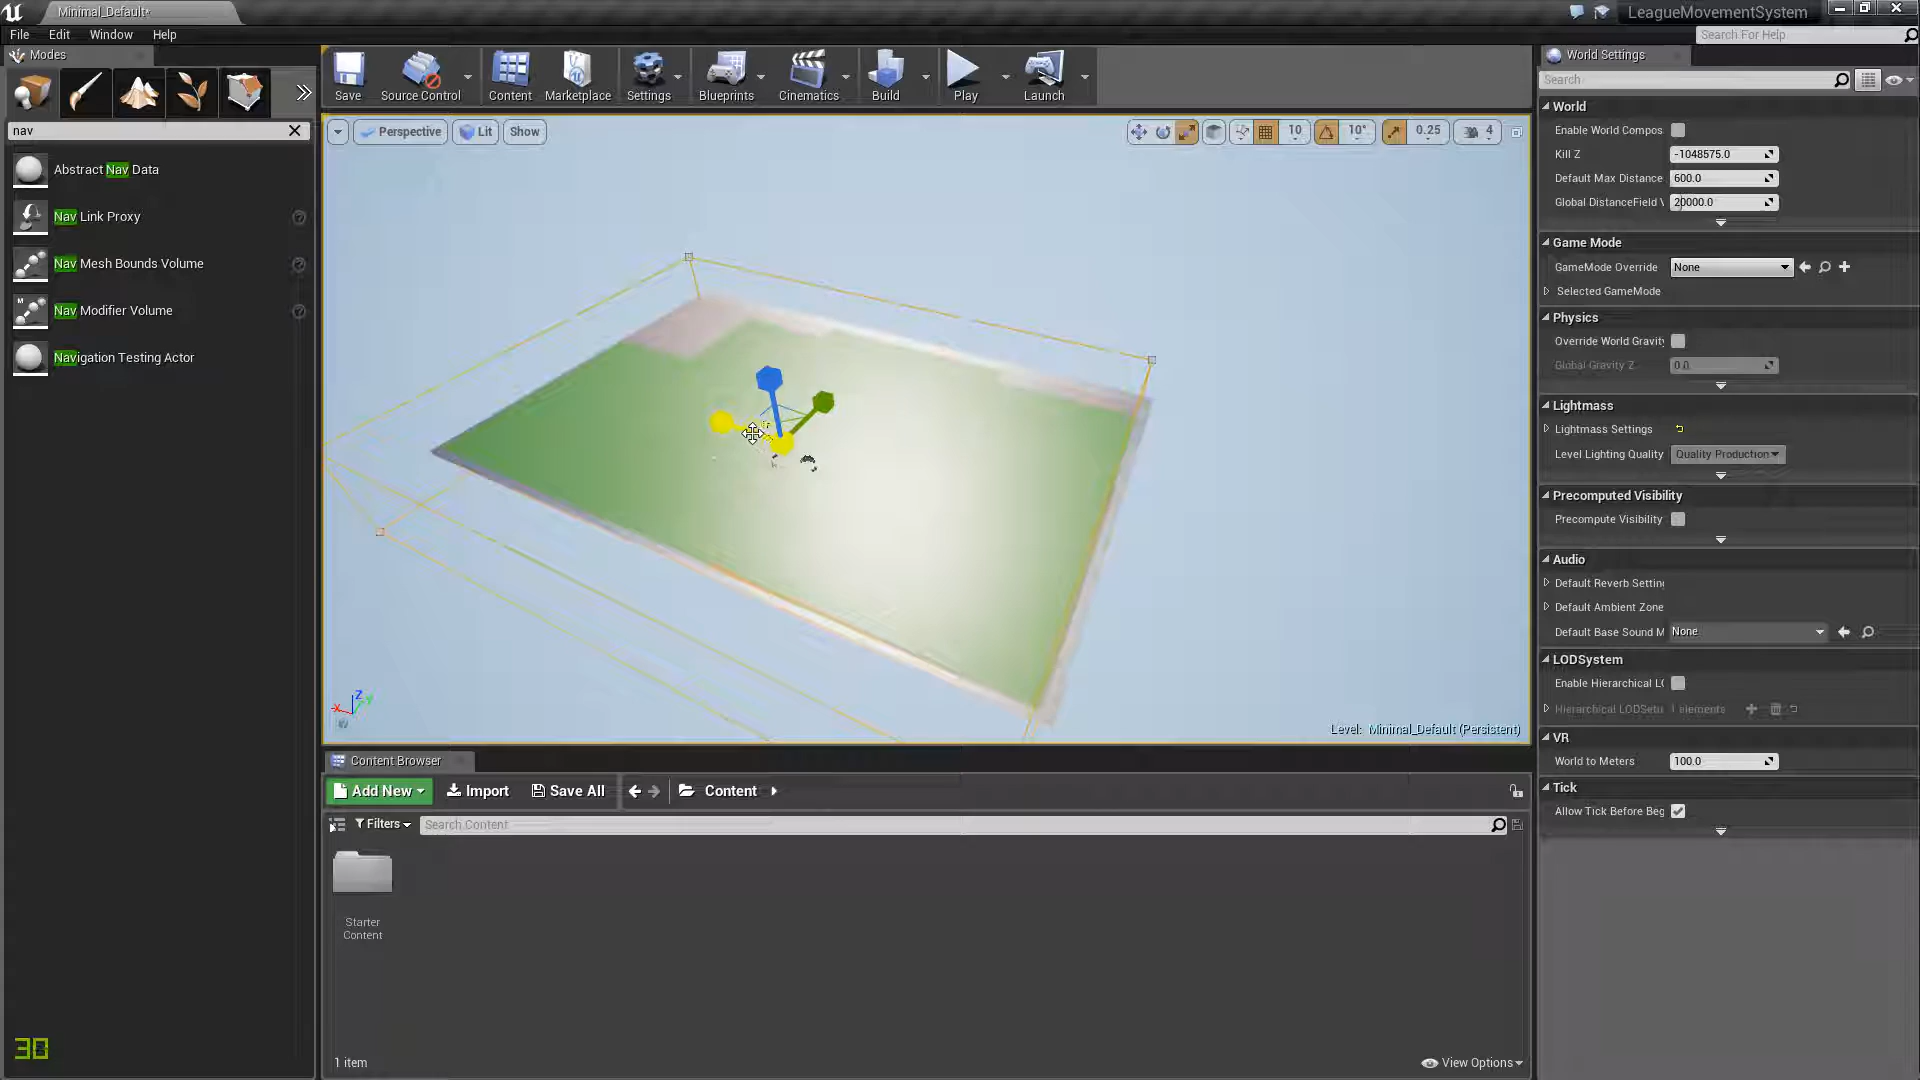 Minimal_Default*
LeagueMovementSystem
File Edit Window Help
Search For Help
Modes
Save
Source Control
Content
Marketplace
Settings
Blueprints
Cinematics
Build
Play
Launch
nav
Abstract Nav Data
Nav Link Proxy
Nav Mesh Bounds Volume
Nav Modifier Volume
Navigation Testing Actor
Perspective
Lit
Show
10
10°
0.25
4
X
Z
Y
Level: Minimal_Default (Persistent)
World Settings
Search
World
Enable World Compos
Kill Z -1048575.0
Default Max Distance 600.0
Global DistanceField V 20000.0
Game Mode
GameMode Override None
Selected GameMode
Physics
Override World Gravit
Global Gravity Z 0.0
Lightmass
Lightmass Settings
Level Lighting Quality Quality Production
Precomputed Visibility
Precompute Visibility
Audio
Default Reverb Settin
Default Ambient Zone
Default Base Sound M None
LODSystem
Enable Hierarchical LO
Hierarchical LODSetu 1 elements
VR
World to Meters 100.0
Tick
Allow Tick Before Beg
Content Browser
Add New Import Save All Content
Filters Search Content
Starter
Content
1 item
View Options
30